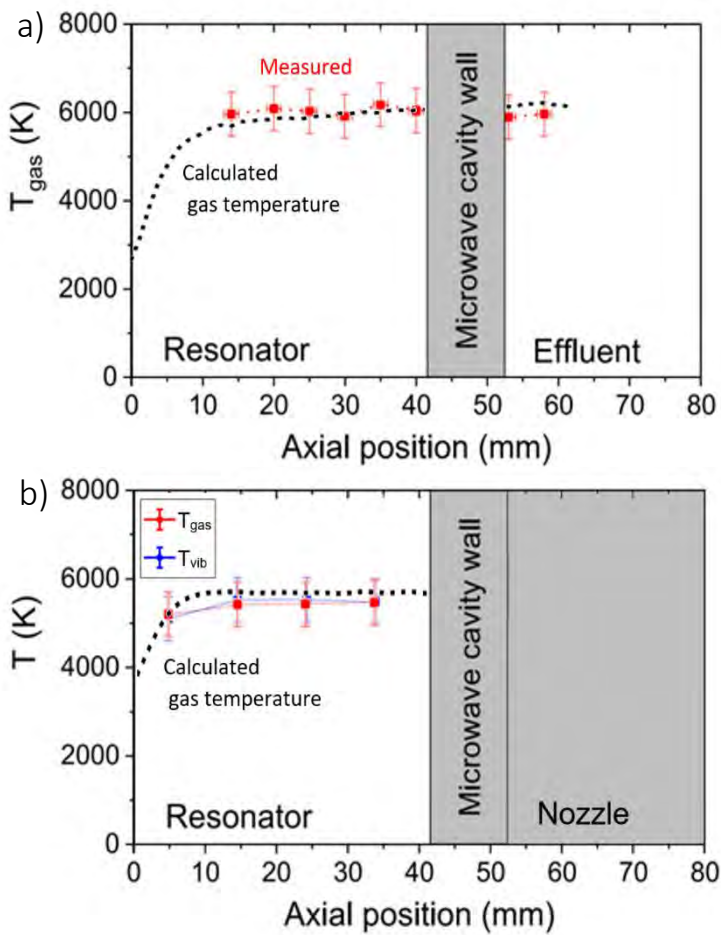 a)
8000
6000
4000
2000
0
T_gas (K)
Measured
Calculated
gas temperature
Resonator
Microwave cavity wall
Effluent
0 10 20 30 40 50 60 70 80
Axial position (mm)
b)
8000
6000
4000
2000
0
T (K)
T_gas
T_vib
Calculated
gas temperature
Resonator
Microwave cavity wall
Nozzle
0 10 20 30 40 50 60 70 80
Axial position (mm)